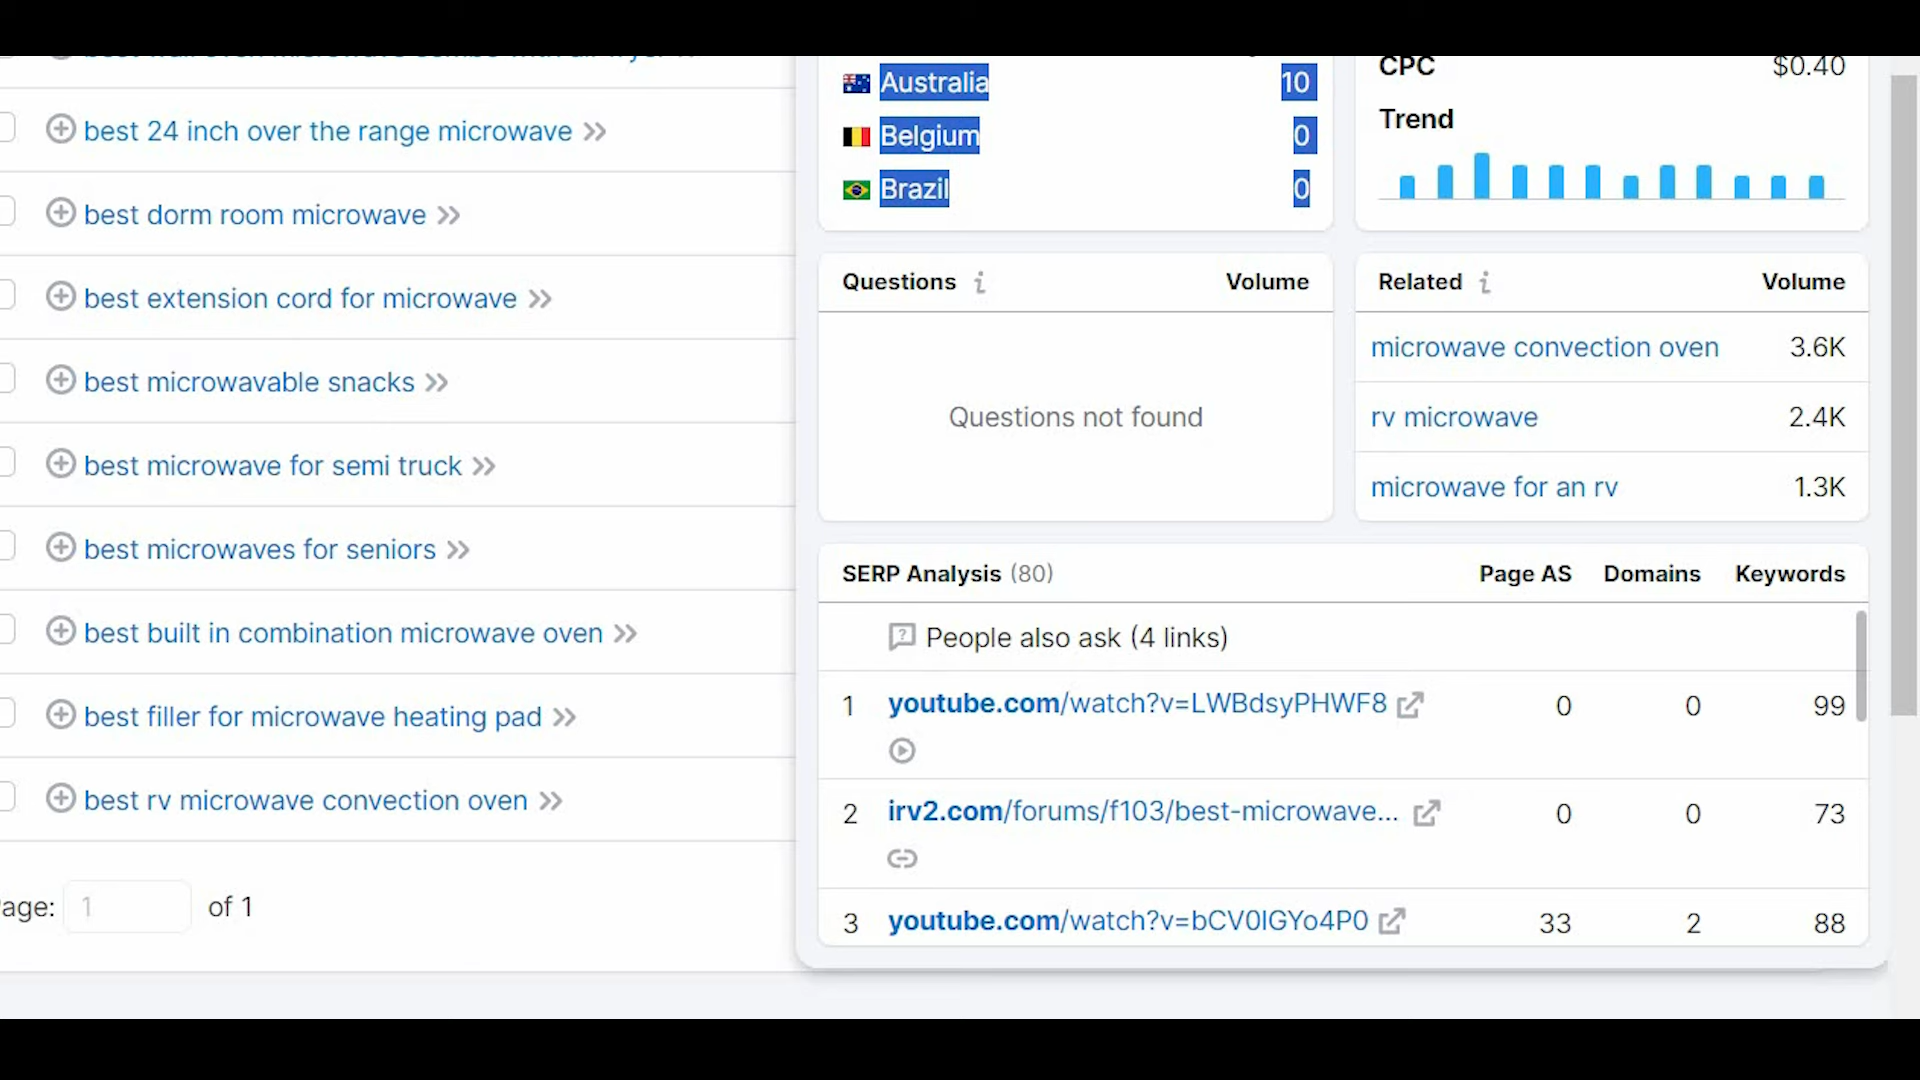 best 24 inch over the range microwave
best dorm room microwave
best extension cord for microwave
best microwavable snacks
best microwave for semi truck
best microwaves for seniors
best built in combination microwave oven
best filler for microwave heating pad
best rv microwave convection oven
age: 1 of 1
Australia 10
Belgium 0
Brazil 0
CPC $0.40
Trend
Questions Volume
Questions not found
Related Volume
microwave convection oven 3.6K
rv microwave 2.4K
microwave for an rv 1.3K
SERP Analysis (80) Page AS Domains Keywords
People also ask (4 links)
1 youtube.com/watch?v=LWBdsyPHWF8 0 0 99
2 irv2.com/forums/f103/best-microwave... 0 0 73
3 youtube.com/watch?v=bCV0IGYo4P0 33 2 88